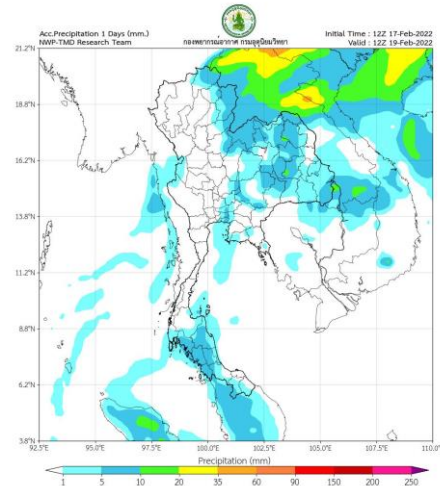 Acc.Precipitation 1 Days (mm.)
NWP-TMD Research Team
กองพยากรณ์อากาศ กรมอุตุนิยมวิทยา
Initial Time : 12Z 17-Feb-2022
Valid : 12Z 19-Feb-2022
21.2°N
18.8°N
16.2°N
13.8°N
11.2°N
8.8°N
6.2°N
3.8°N
92.5°E 95.0°E 97.5°E 100.0°E 102.5°E 105.0°E 107.5°E 110.0°E
Precipitation (mm)
1 5 10 20 35 60 90 150 200 250